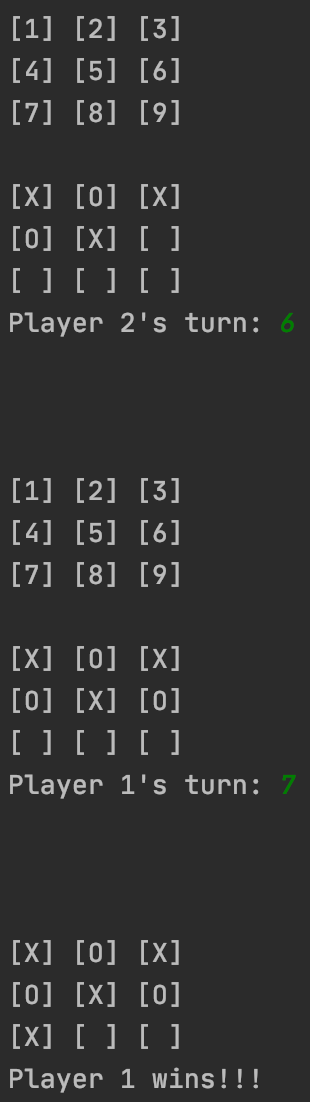 [1] [2] [3]
[4] [5] [6]
[7] [8] [9]
[X] [O] [X]
[O] [X] [ ]
[ ] [ ] [ ]
Player 2's turn: 6
[1] [2] [3]
[4] [5] [6]
[7] [8] [9]
[X] [O] [X]
[O] [X] [O]
[ ] [ ] [ ]
Player 1's turn: 7
[X] [O] [X]
[O] [X] [O]
[X] [ ] [ ]
Player 1 wins!!!